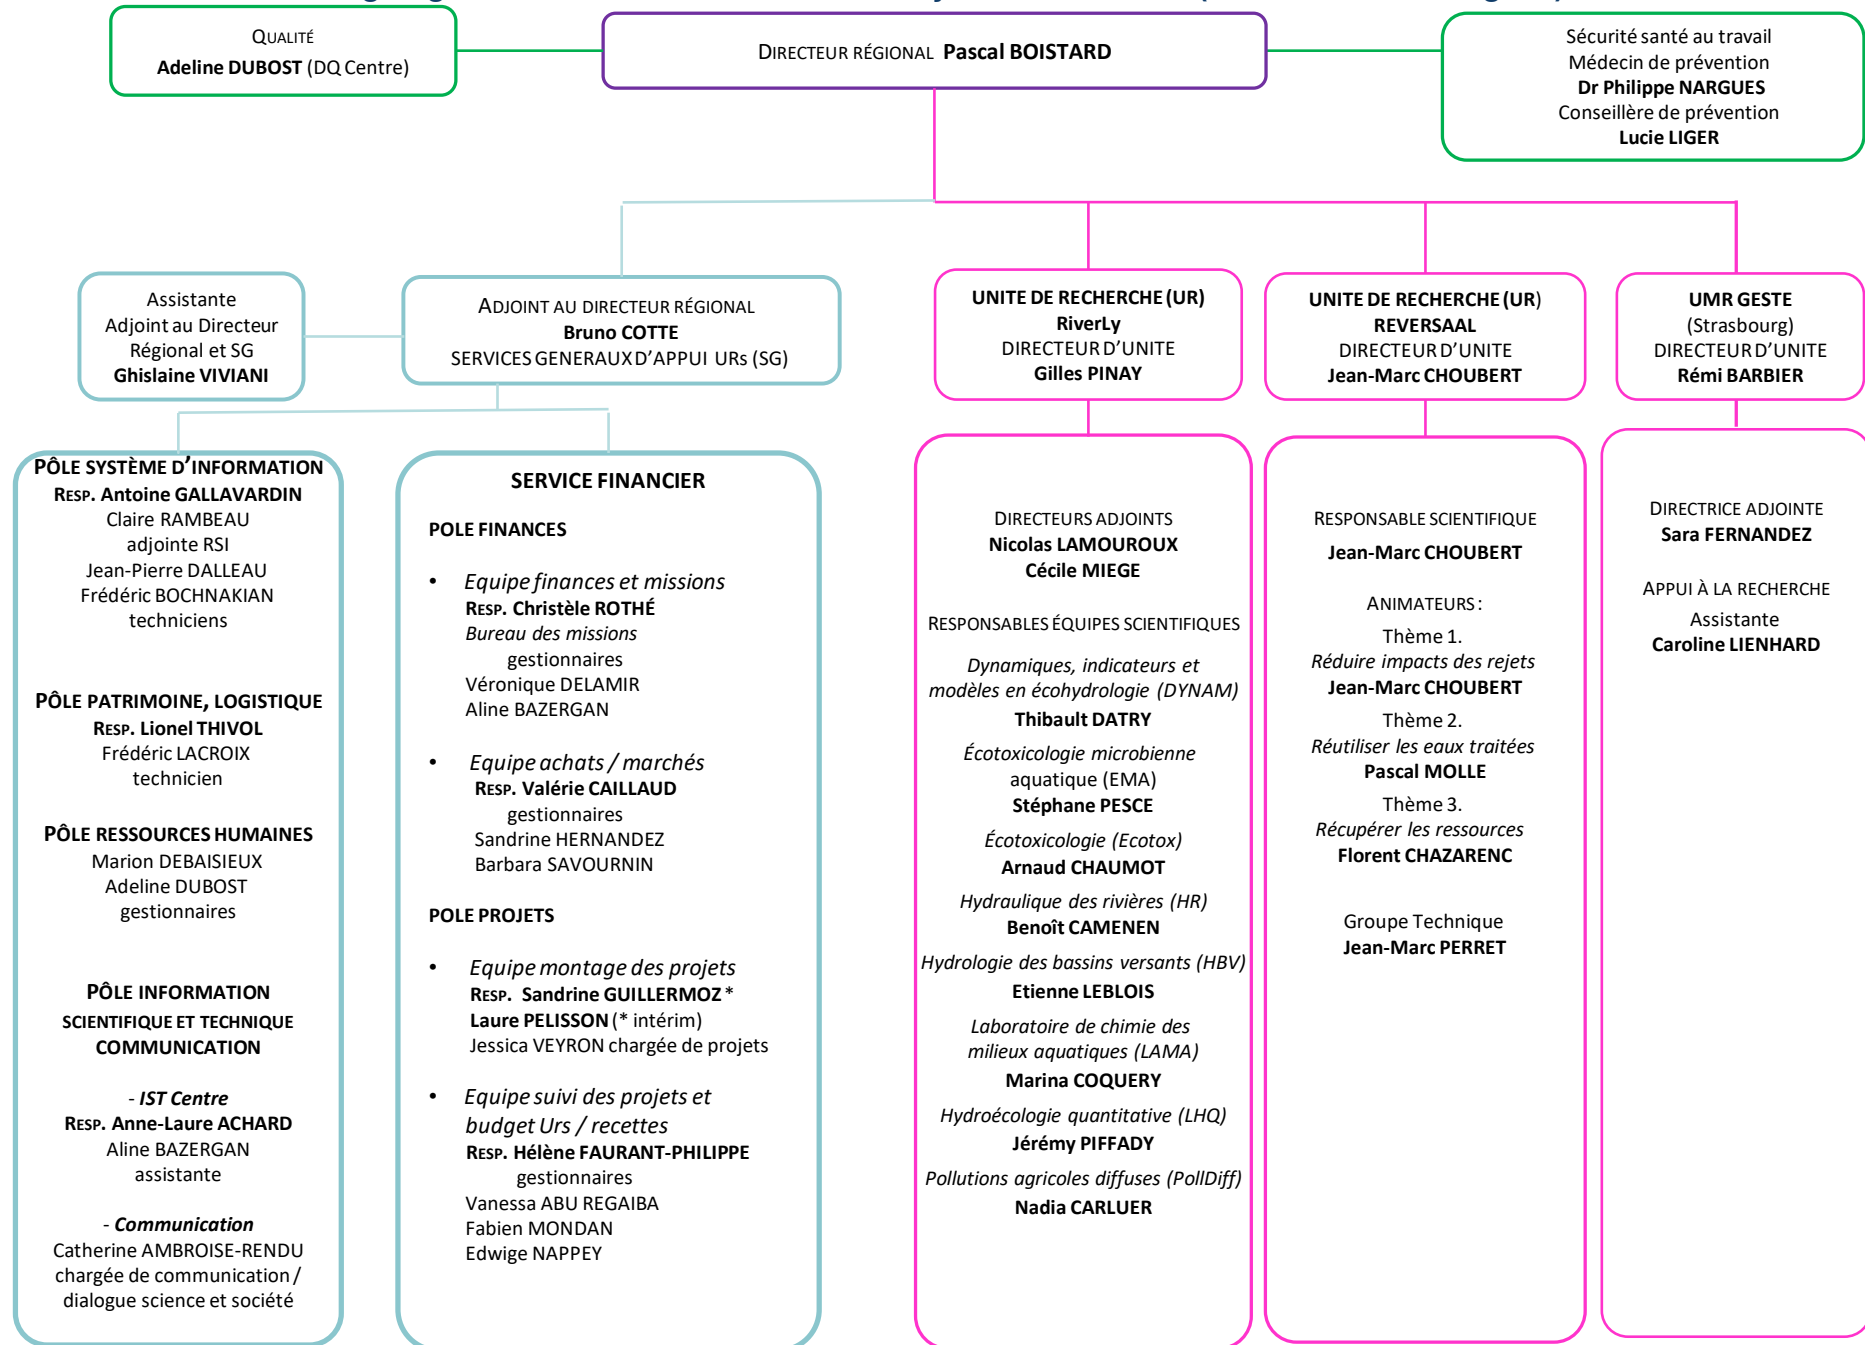 QUALITÉ
Adeline DUBOST (DQ Centre)
DIRECTEUR RÉGIONAL Pascal BOISTARD
Sécurité santé au travail
Médecin de prévention
Dr Philippe NARGUES
Conseillère de prévention
Lucie LIGER
Assistante
Adjoint au Directeur
Régional et SG
Ghislaine VIVIANI
ADJOINT AU DIRECTEUR RÉGIONAL
Bruno COTTE
SERVICES GENERAUX D'APPUI URs (SG)
UNITE DE RECHERCHE (UR)
RiverLy
DIRECTEUR D'UNITE
Gilles PINAY
UNITE DE RECHERCHE (UR)
REVERSAAL
DIRECTEUR D'UNITE
Jean-Marc CHOUBERT
UMR GESTE
(Strasbourg)
DIRECTEUR D'UNITE
Rémi BARBIER
PÔLE SYSTÈME D'INFORMATION
RESP. Antoine GALLAVARDIN
Claire RAMBEAU
adjointe RSI
Jean-Pierre DALLEAU
Frédéric BOCHNAKIAN
techniciens
PÔLE PATRIMOINE, LOGISTIQUE
RESP. Lionel THIVOL
Frédéric LACROIX
technicien
PÔLE RESSOURCES HUMAINES
Marion DEBAISIEUX
Adeline DUBOST
gestionnaires
PÔLE INFORMATION
SCIENTIFIQUE ET TECHNIQUE
COMMUNICATION
- IST Centre
RESP. Anne-Laure ACHARD
Aline BAZERGAN
assistante
- Communication
Catherine AMBROISE-RENDU
chargée de communication /
dialogue science et société
SERVICE FINANCIER
POLE FINANCES
• Equipe finances et missions
RESP. Christèle ROTHÉ
Bureau des missions
gestionnaires
Véronique DELAMIR
Aline BAZERGAN
• Equipe achats / marchés
RESP. Valérie CAILLAUD
gestionnaires
Sandrine HERNANDEZ
Barbara SAVOURNIN
POLE PROJETS
• Equipe montage des projets
RESP. Sandrine GUILLERMOZ *
Laure PELISSON (* intérim)
Jessica VEYRON chargée de projets
• Equipe suivi des projets et
budget Urs / recettes
RESP. Hélène FAURANT-PHILIPPE
gestionnaires
Vanessa ABU REGAIBA
Fabien MONDAN
Edwige NAPPEY
DIRECTEURS ADJOINTS
Nicolas LAMOUROUX
Cécile MIEGE
RESPONSABLES ÉQUIPES SCIENTIFIQUES
Dynamiques, indicateurs et
modèles en écohydrologie (DYNAM)
Thibault DATRY
Écotoxicologie microbienne
aquatique (EMA)
Stéphane PESCE
Écotoxicologie (Ecotox)
Arnaud CHAUMOT
Hydraulique des rivières (HR)
Benoît CAMENEN
Hydrologie des bassins versants (HBV)
Etienne LEBLOIS
Laboratoire de chimie des
milieux aquatiques (LAMA)
Marina COQUERY
Hydroécologie quantitative (LHQ)
Jérémy PIFFADY
Pollutions agricoles diffuses (PollDiff)
Nadia CARLUER
RESPONSABLE SCIENTIFIQUE
Jean-Marc CHOUBERT
ANIMATEURS :
Thème 1.
Réduire impacts des rejets
Jean-Marc CHOUBERT
Thème 2.
Réutiliser les eaux traitées
Pascal MOLLE
Thème 3.
Récupérer les ressources
Florent CHAZARENC
Groupe Technique
Jean-Marc PERRET
DIRECTRICE ADJOINTE
Sara FERNANDEZ
APPUI À LA RECHERCHE
Assistante
Caroline LIENHARD